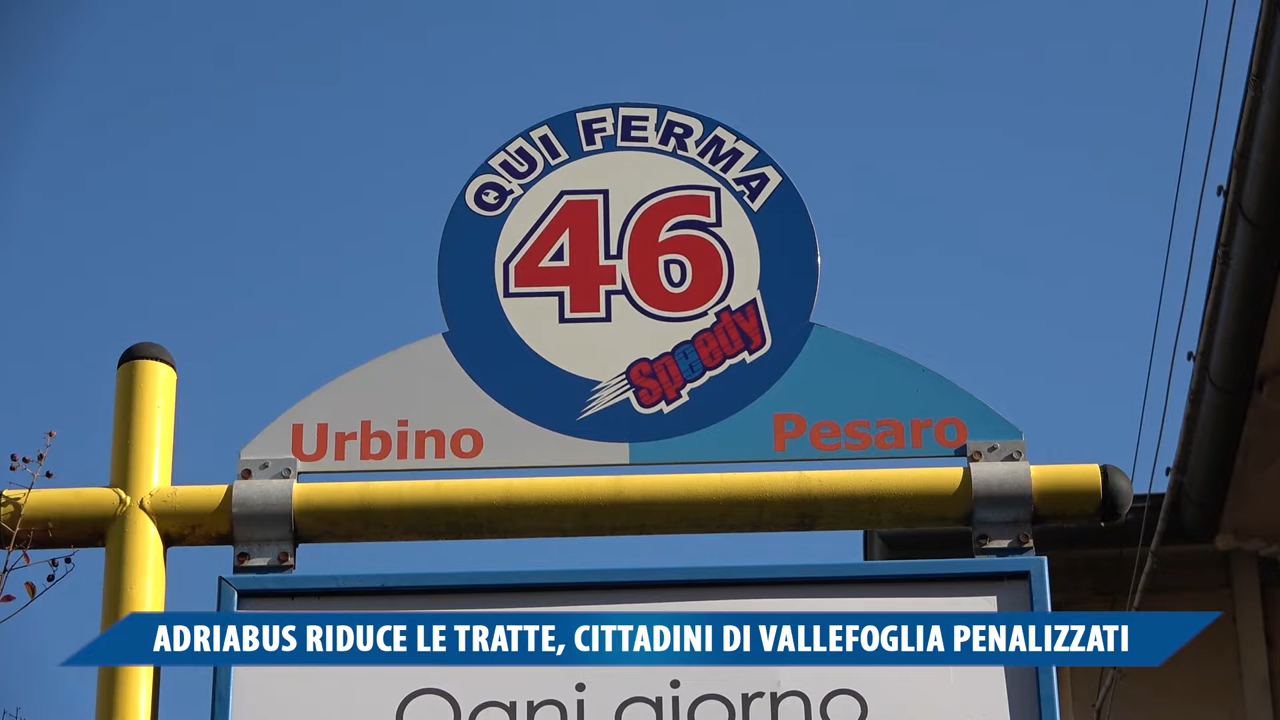 QUI FERMA
46
Speedy
Urbino
Pesaro
ADRIABUS RIDUCE LE TRATTE, CITTADINI DI VALLEFOGLIA PENALIZZATI
Ogni giorno